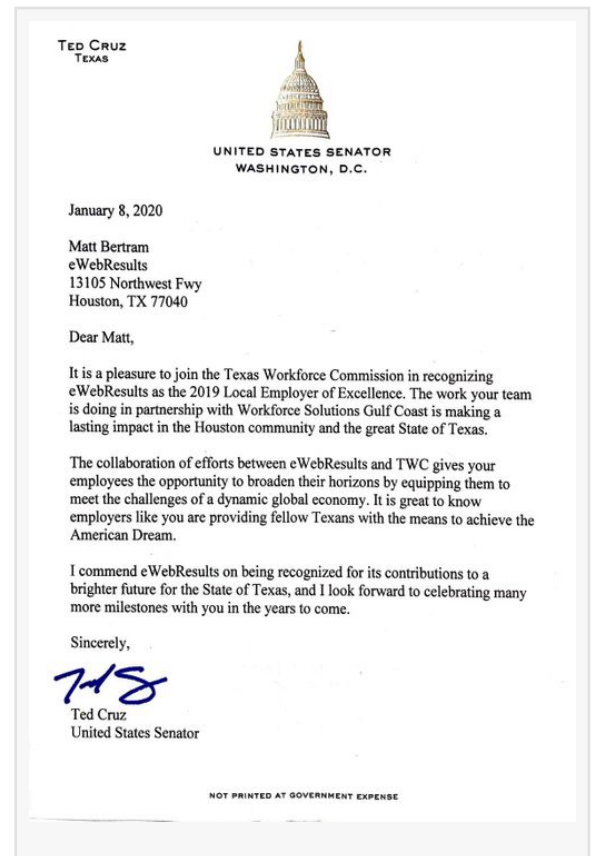 TED CRUZ
TEXAS
UNITED STATES SENATOR
WASHINGTON, D.C.
January 8, 2020
Matt Bertram
eWebResults
13105 Northwest Fwy
Houston, TX 77040
Dear Matt,
It is a pleasure to join the Texas Workforce Commission in recognizing
eWebResults as the 2019 Local Employer of Excellence. The work your team
is doing in partnership with Workforce Solutions Gulf Coast is making a
lasting impact in the Houston community and the great State of Texas.
The collaboration of efforts between eWebResults and TWC gives your
employees the opportunity to broaden their horizons by equipping them to
meet the challenges of a dynamic global economy. It is great to know
employers like you are providing fellow Texans with the means to achieve the
American Dream.
I commend eWebResults on being recognized for its contributions to a
brighter future for the State of Texas, and I look forward to celebrating many
more milestones with you in the years to come.
Sincerely,
Ted Cruz
United States Senator
NOT PRINTED AT GOVERNMENT EXPENSE